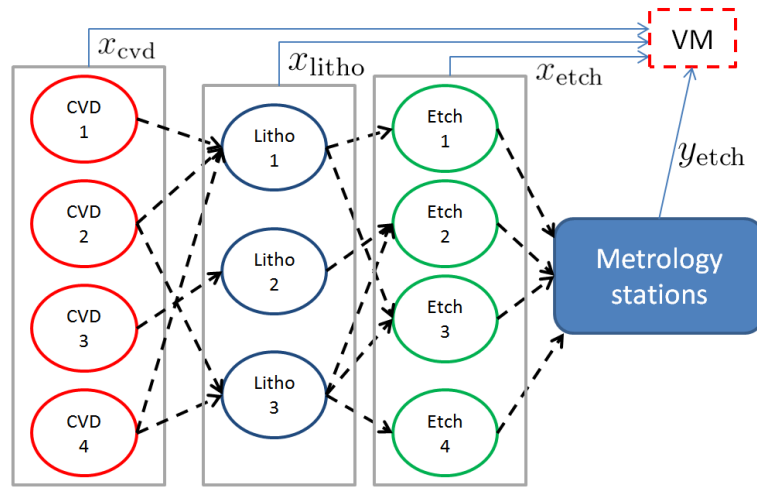 x_cvd
x_litho
x_etch
VM
y_etch
CVD
1
CVD
2
CVD
3
CVD
4
Litho
1
Litho
2
Litho
3
Etch
1
Etch
2
Etch
3
Etch
4
Metrology
stations